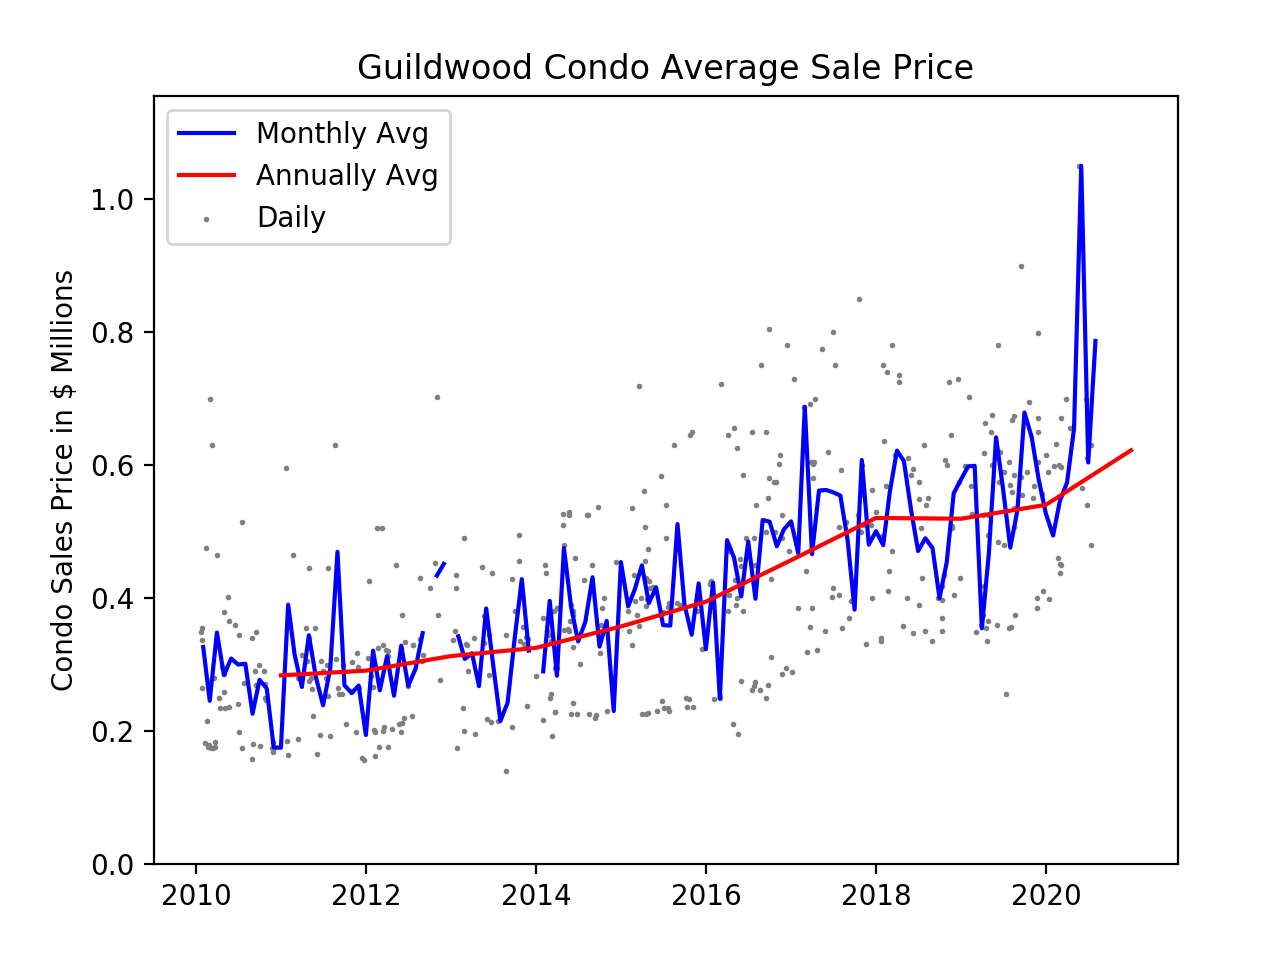 Guildwood Condo Average Sale Price
Monthly Avg
Annually Avg
Daily
Condo Sales Price in $ Millions
1.0
0.8
0.6
0.4
0.2
0.0
2010 2012 2014 2016 2018 2020